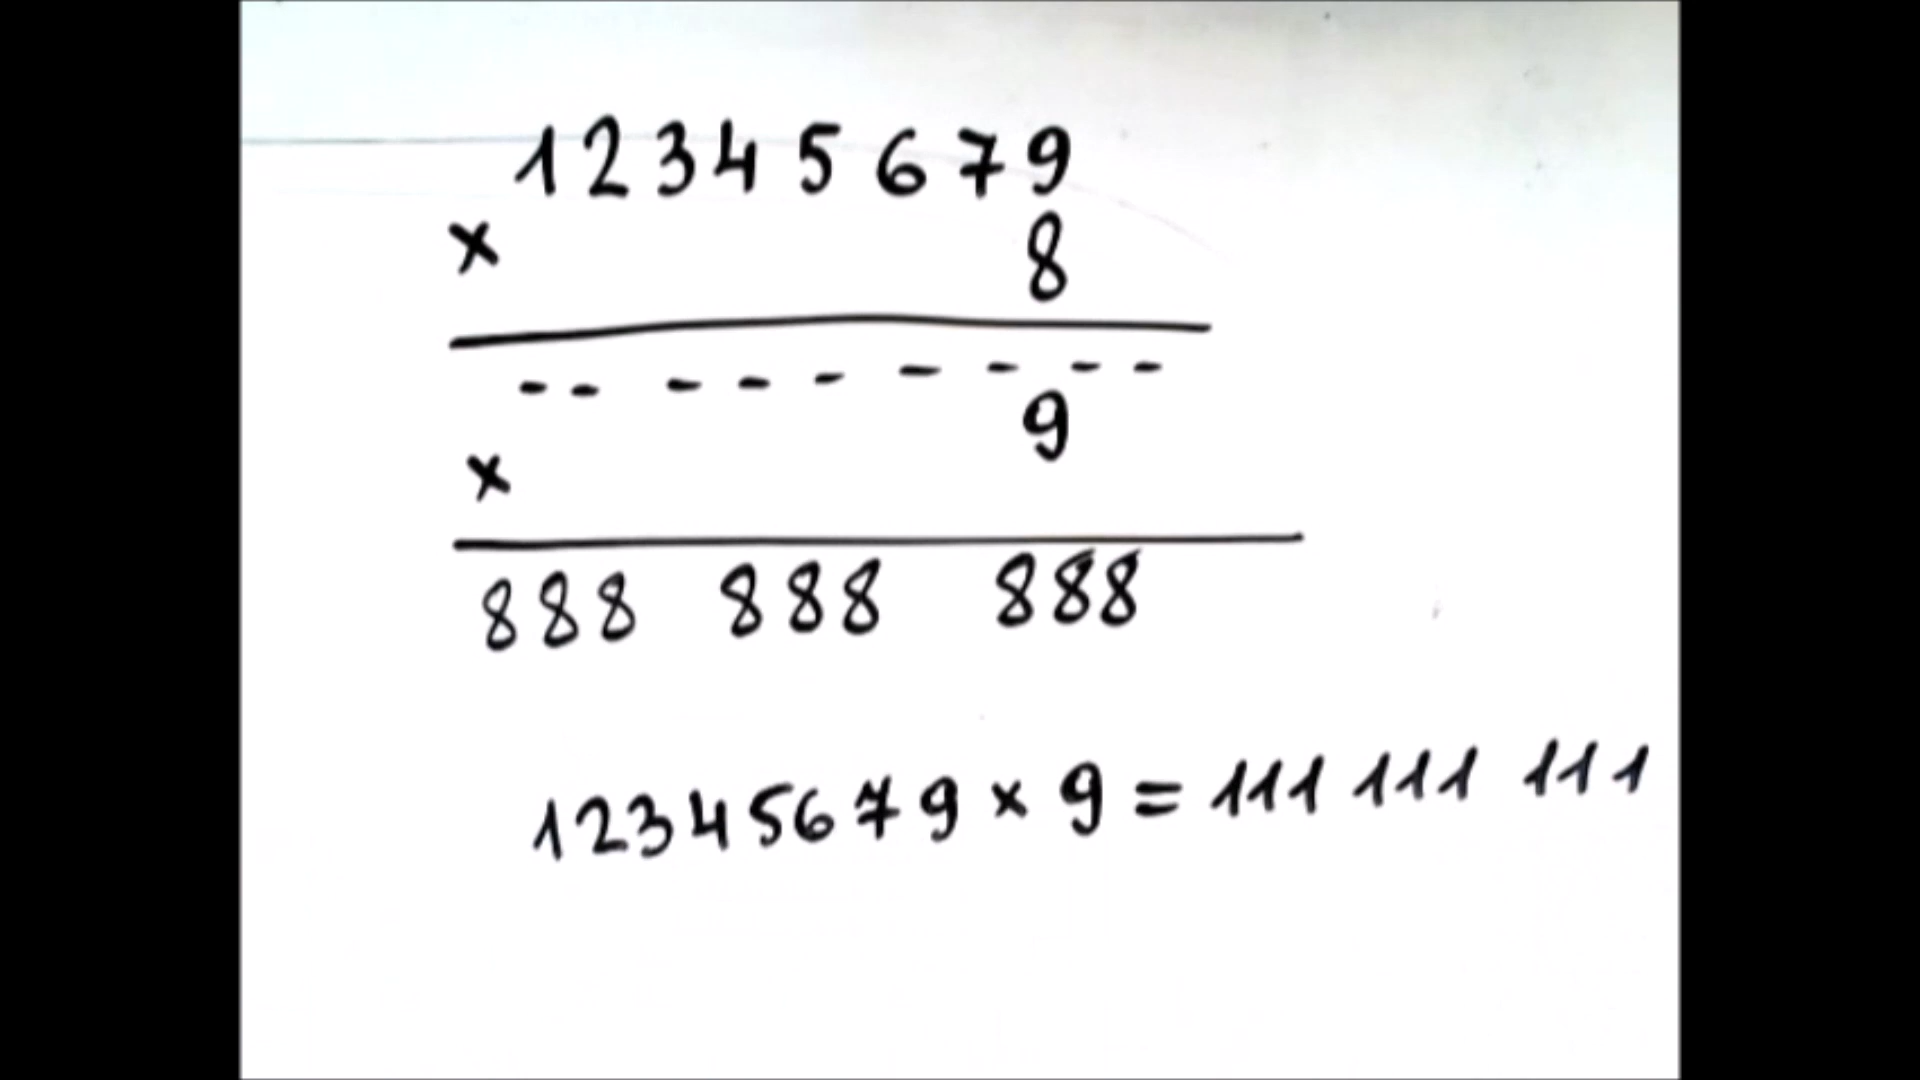 12345679
x 8
- - - - - - - - -
x 9
888 888 888
12345679 x 9 = 111 111 111